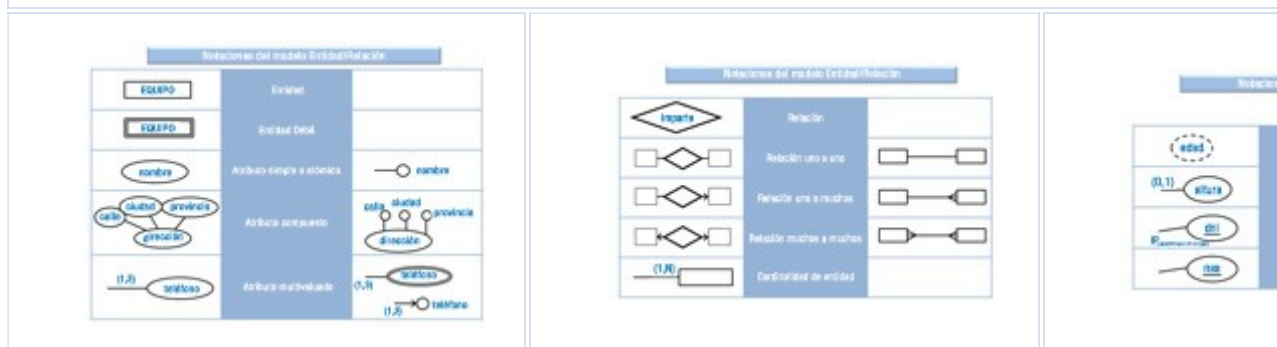 Notaciones del modelo Entidad/Relación
EQUIPO
Entidad
EQUIPO
Entidad Débil
nombre
Atributo simple o atómico
nombre
calle
ciudad
provincia
dirección
Atributo compuesto
calle
ciudad
provincia
dirección
(1,3)
teléfono
Atributo multivaluado
(1,3)
teléfono
(1,3)
teléfono
Notaciones del modelo Entidad/Relación
Imparte
Relación
Relación uno a uno
Relación uno a muchos
Relación muchos a muchos
(1,N)
Cardinalidad de entidad
edad
(0,1)
altura
dni
nss